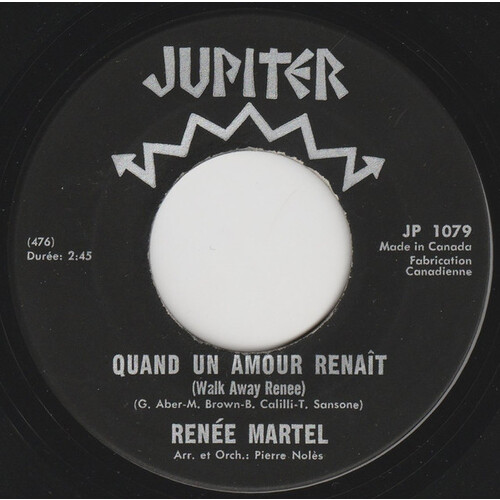 JUPITER
(476)
Durée: 2:45
JP 1079
Made in Canada
Fabrication
Canadienne
QUAND UN AMOUR RENAÎT
(Walk Away Renee)
(G. Aber-M. Brown-B. Calilli-T. Sansone)
RENÉE MARTEL
Arr. et Orch.: Pierre Nolès